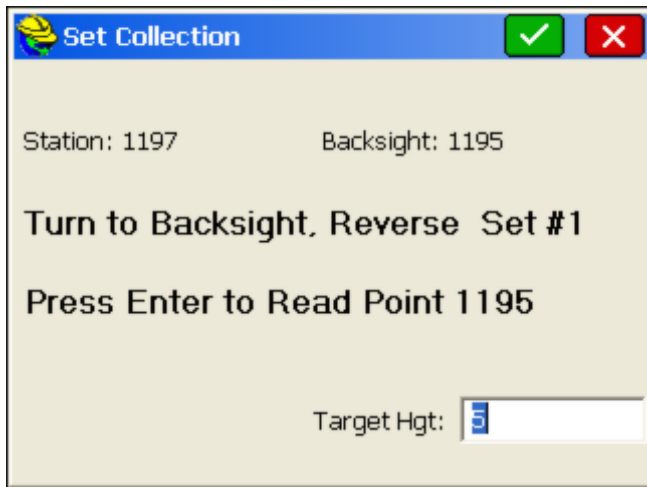 Set Collection
Station: 1197 Backsight: 1195
Turn to Backsight, Reverse Set #1
Press Enter to Read Point 1195
Target Hgt: 5